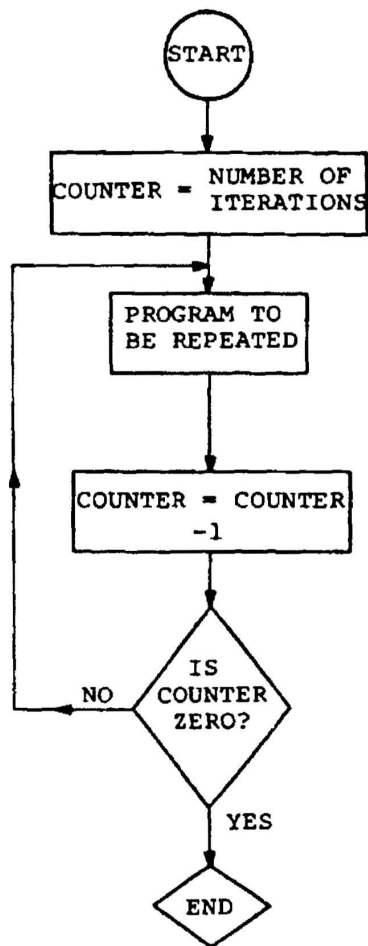 START
COUNTER = NUMBER OF
ITERATIONS
PROGRAM TO
BE REPEATED
COUNTER = COUNTER
-1
IS
COUNTER
ZERO?
NO
YES
END